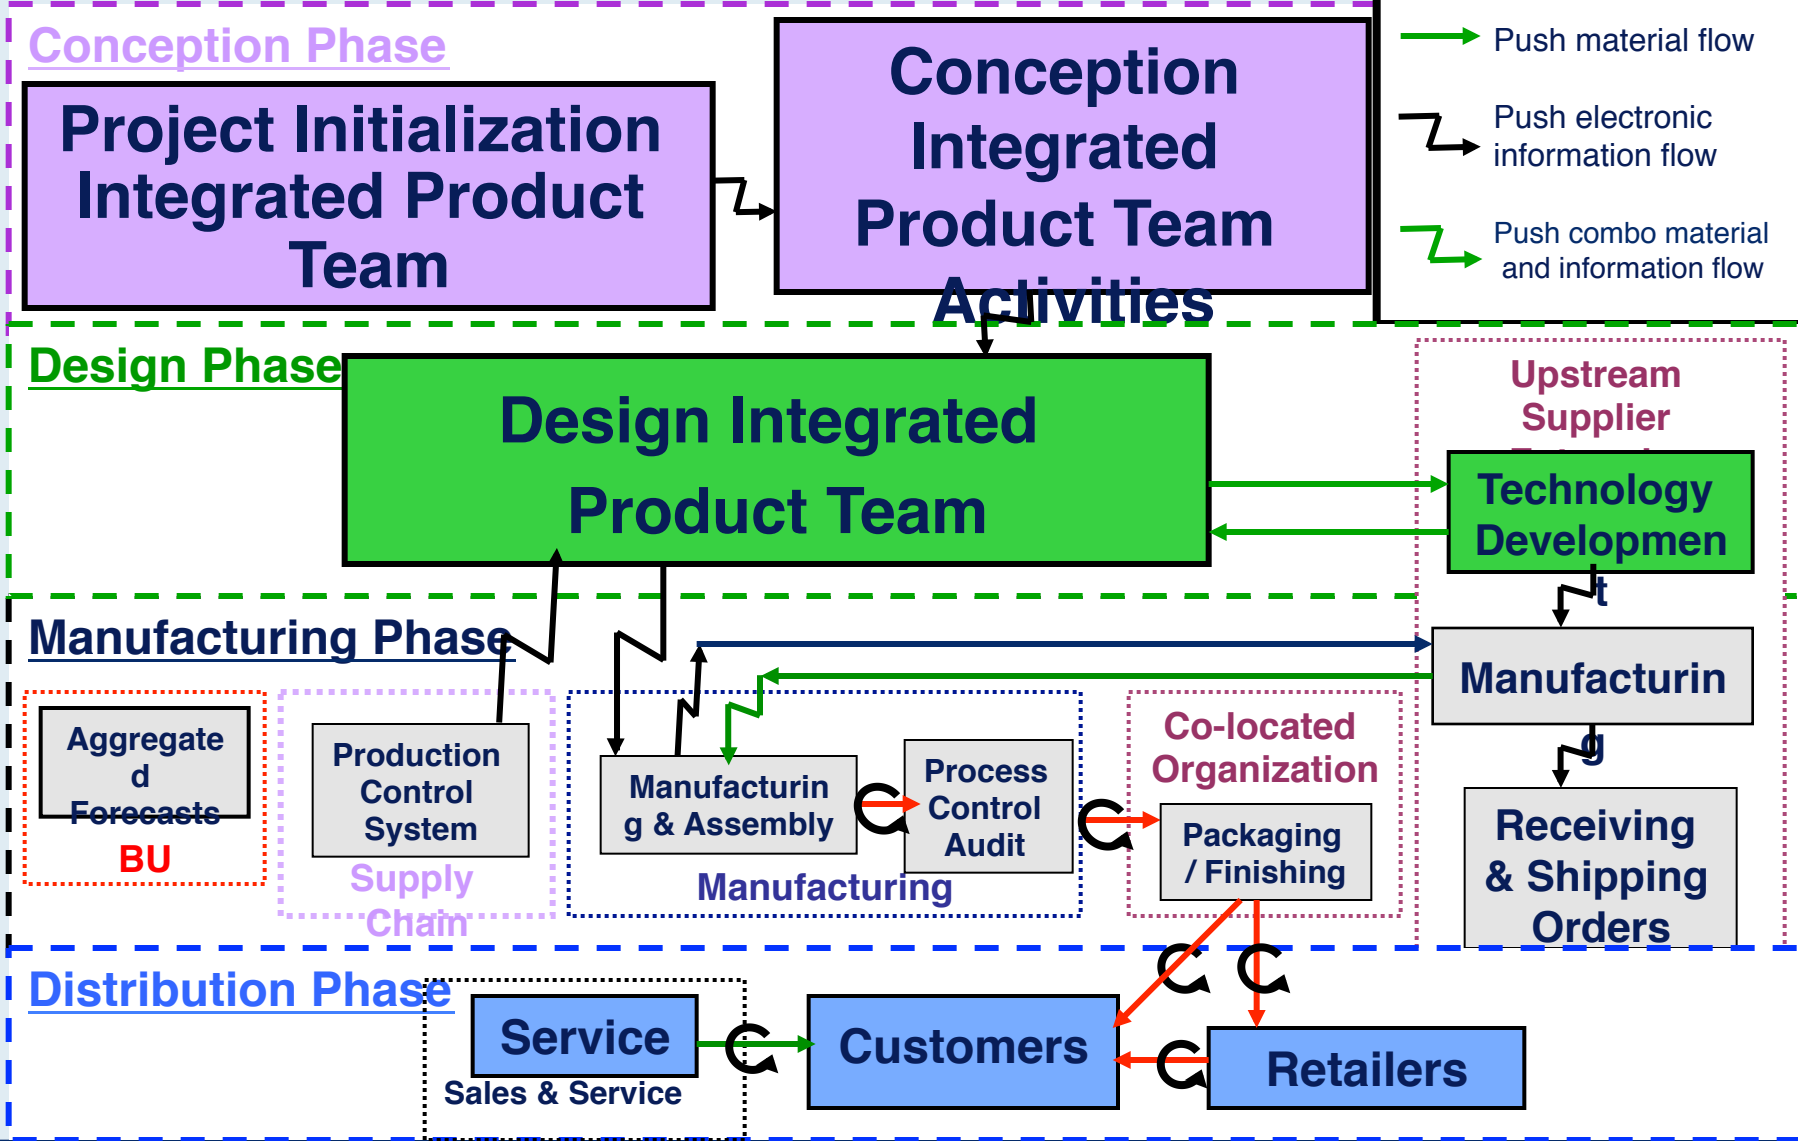 Conception Phase
Project Initialization
Integrated Product
Team
Conception
Integrated
Product Team
Activities
Push material flow
Push electronic
information flow
Push combo material
and information flow
Design Phase
Design Integrated
Product Team
Upstream
Supplier
Technology
Developmen
t
Manufacturing Phase
Manufacturin
g
Receiving
& Shipping
Orders
Aggregate
d
Forecasts
BU
Production
Control
System
Supply
Chain
Manufacturin
g & Assembly
Process
Control
Audit
Manufacturing
Co-located
Organization
Packaging
/ Finishing
Distribution Phase
Service
Sales & Service
Customers
Retailers